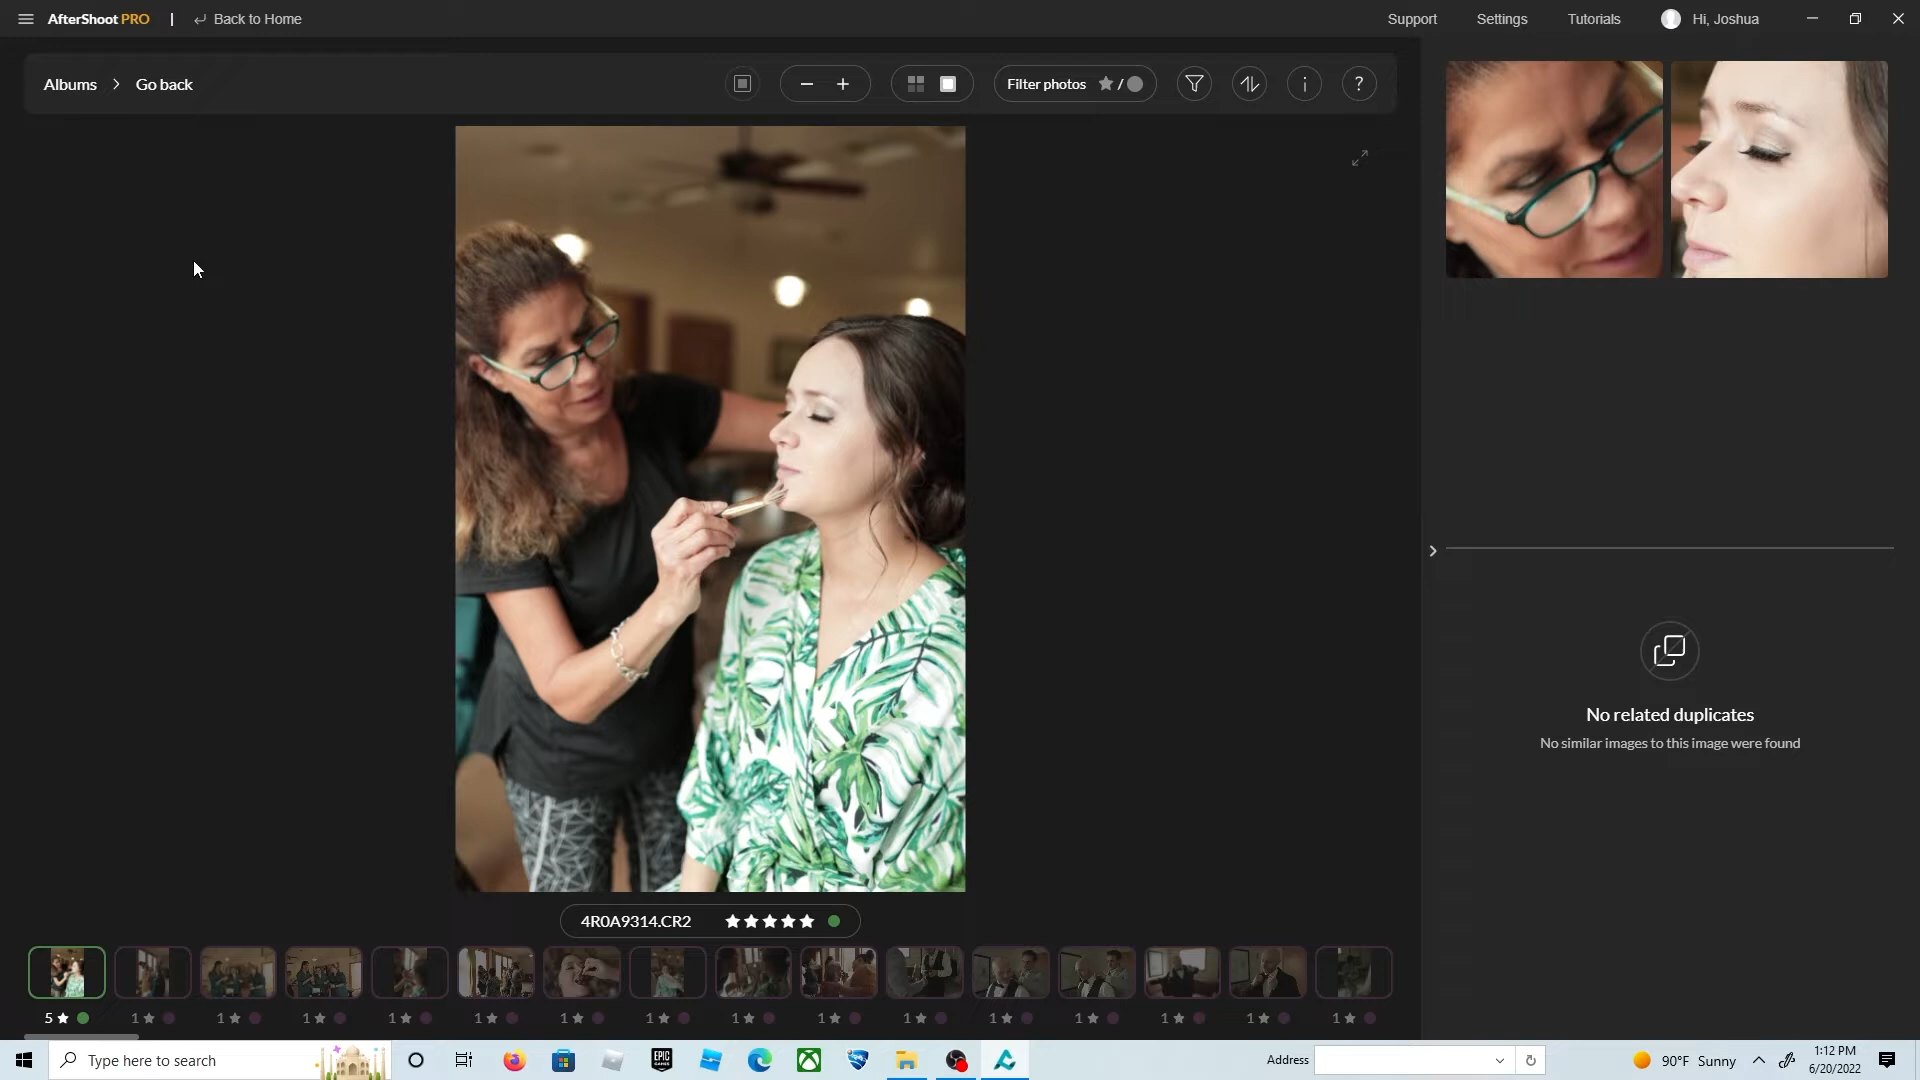 AfterShoot PRO | Back to Home Support Settings Tutorials Hi, Joshua
Albums > Go back Filter photos / i ?
No related duplicates
No similar images to this image were found
4R0A9314.CR2
5 1 1 1 1 1 1 1 1 1 1 1 1 1 1 1
Type here to search EPIC GAMES Address 90°F Sunny 1:12 PM
6/20/2022